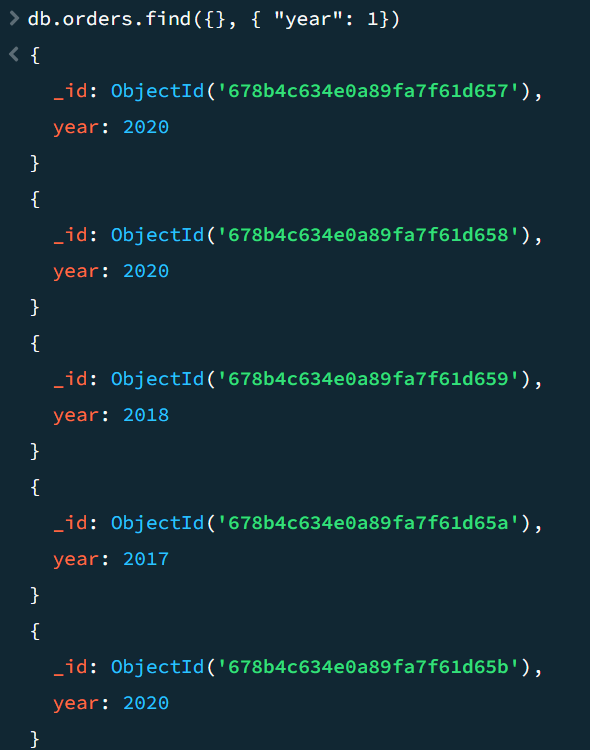 > db.orders.find({}, { "year": 1})
< {
_id: ObjectId('678b4c634e0a89fa7f61d657'),
year: 2020
}
{
_id: ObjectId('678b4c634e0a89fa7f61d658'),
year: 2020
}
{
_id: ObjectId('678b4c634e0a89fa7f61d659'),
year: 2018
}
{
_id: ObjectId('678b4c634e0a89fa7f61d65a'),
year: 2017
}
{
_id: ObjectId('678b4c634e0a89fa7f61d65b'),
year: 2020
}